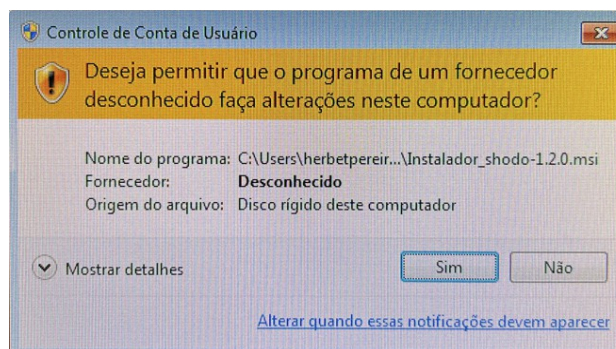 Controle de Conta de Usuário
Deseja permitir que o programa de um fornecedor
desconhecido faça alterações neste computador?
Nome do programa: C:\Users\herbetpereir...\Instalador_shodo-1.2.0.msi
Fornecedor: Desconhecido
Origem do arquivo: Disco rígido deste computador
Mostrar detalhes Sim Não
Alterar quando essas notificações devem aparecer